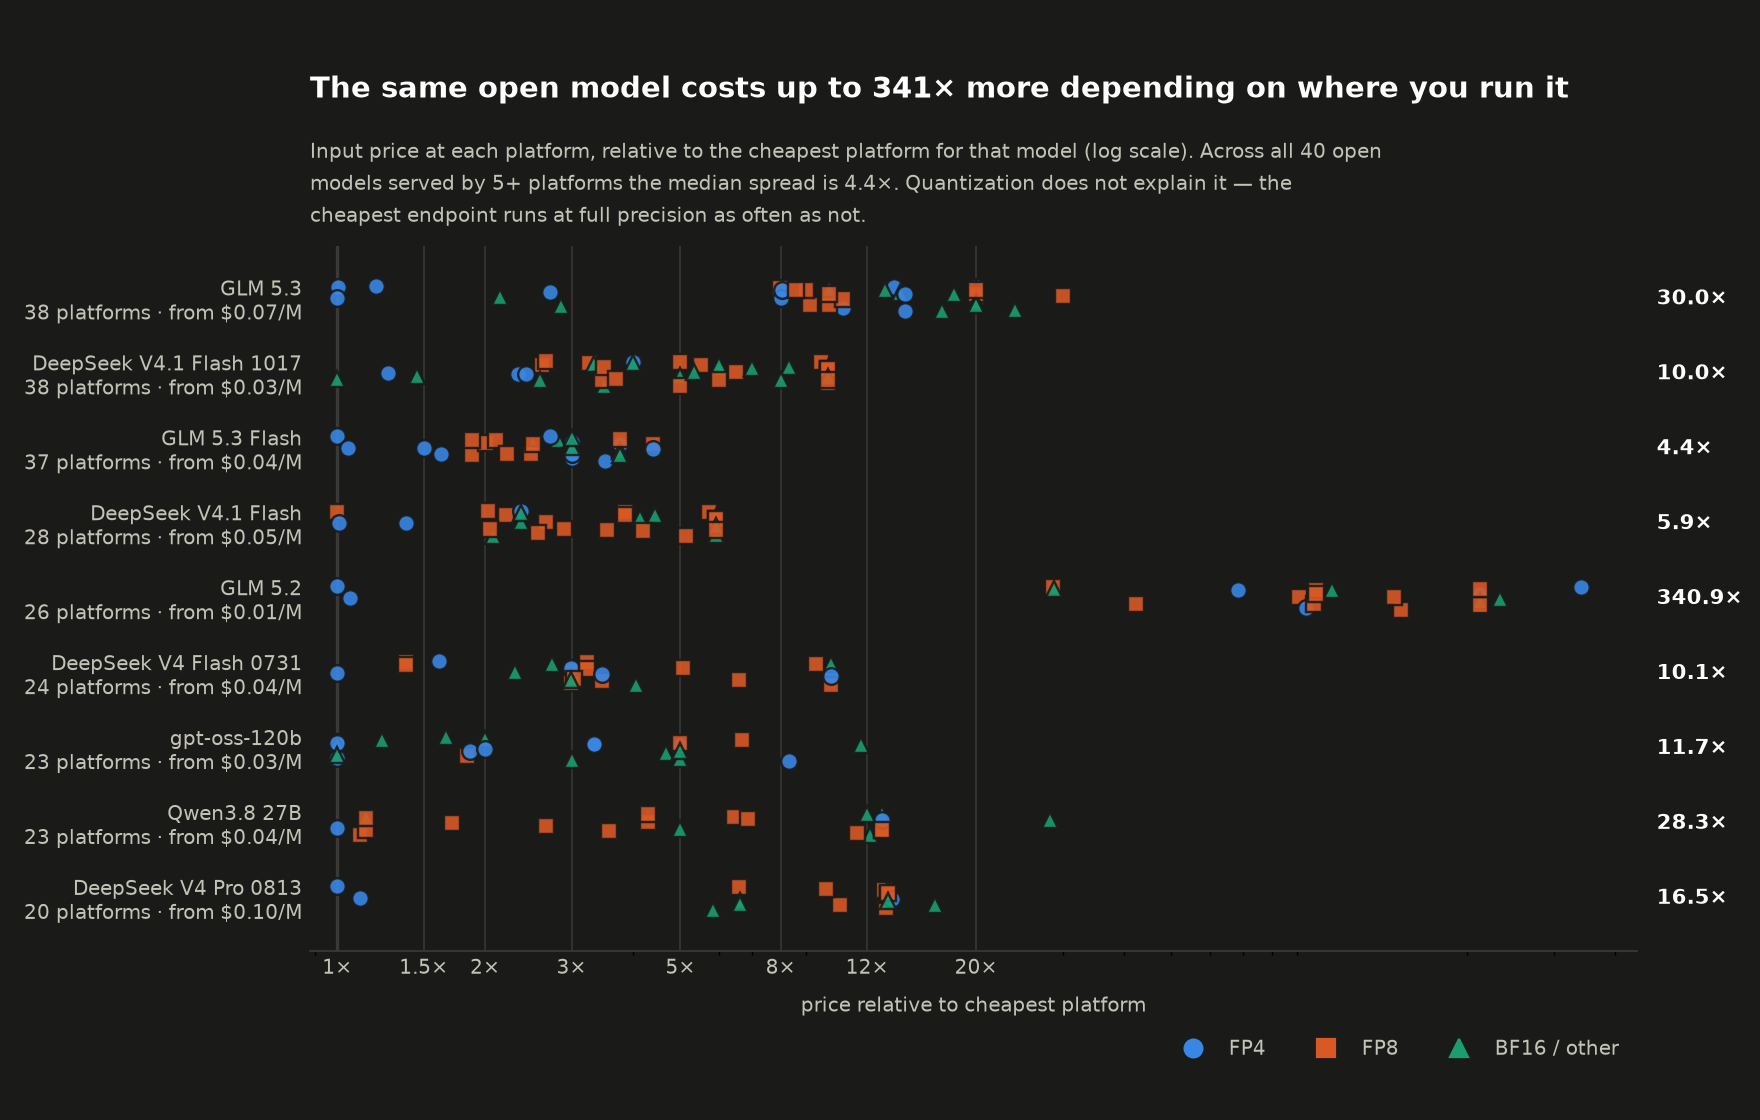 The same open model costs up to 341× more depending on where you run it
Input price at each platform, relative to the cheapest platform for that model (log scale). Across all 40 open
models served by 5+ platforms the median spread is 4.4×. Quantization does not explain it — the
cheapest endpoint runs at full precision as often as not.
GLM 5.3
38 platforms · from $0.07/M
30.0×
DeepSeek V4.1 Flash 1017
38 platforms · from $0.03/M
10.0×
GLM 5.3 Flash
37 platforms · from $0.04/M
4.4×
DeepSeek V4.1 Flash
28 platforms · from $0.05/M
5.9×
GLM 5.2
26 platforms · from $0.01/M
340.9×
DeepSeek V4 Flash 0731
24 platforms · from $0.04/M
10.1×
gpt-oss-120b
23 platforms · from $0.03/M
11.7×
Qwen3.8 27B
23 platforms · from $0.04/M
28.3×
DeepSeek V4 Pro 0813
20 platforms · from $0.10/M
16.5×
1× 1.5× 2× 3× 5× 8× 12× 20×
price relative to cheapest platform
FP4 FP8 BF16 / other